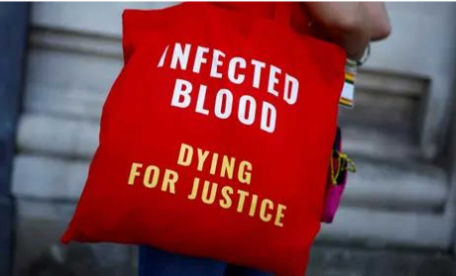 INFECTED
BLOOD
DYING
FOR JUSTICE